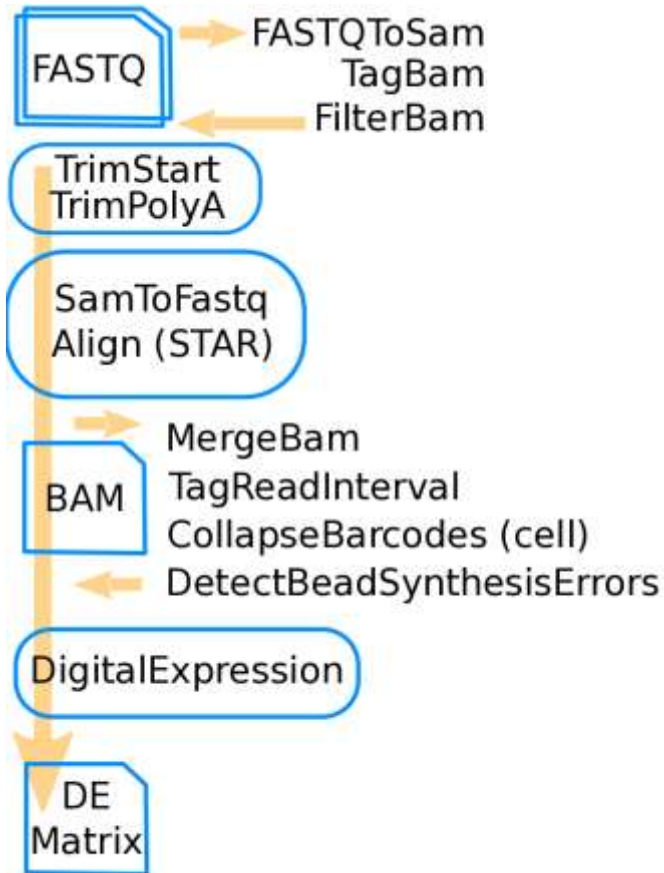 FASTQ
FASTQToSam
TagBam
FilterBam
TrimStart
TrimPolyA
SamToFastq
Align (STAR)
BAM
MergeBam
TagReadInterval
CollapseBarcodes (cell)
DetectBeadSynthesisErrors
DigitalExpression
DE
Matrix